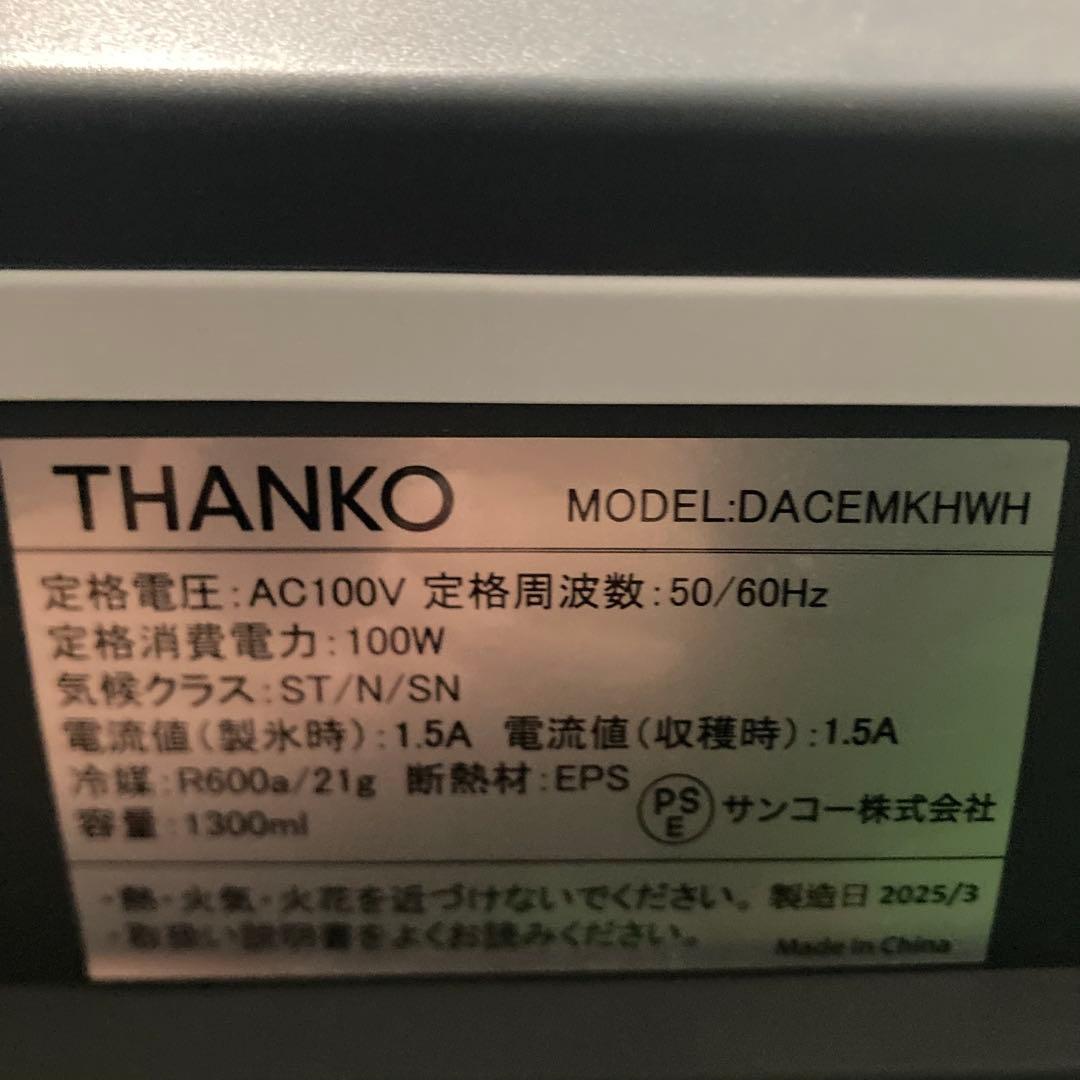 THANKO MODEL:DACEMKHWH
定格電圧:AC100V 定格周波数:50/60Hz
定格消費電力:100W
気候クラス:ST/N/SN
電流値(製氷時):1.5A 電流値(収穫時):1.5A
冷媒:R600a/21g 断熱材:EPS
容量:1300ml
PSE サンコー株式会社
・熱・火気・火花を近づけないでください。 製造日 2025/3
・取扱い説明書をよくお読みください。 Made in China